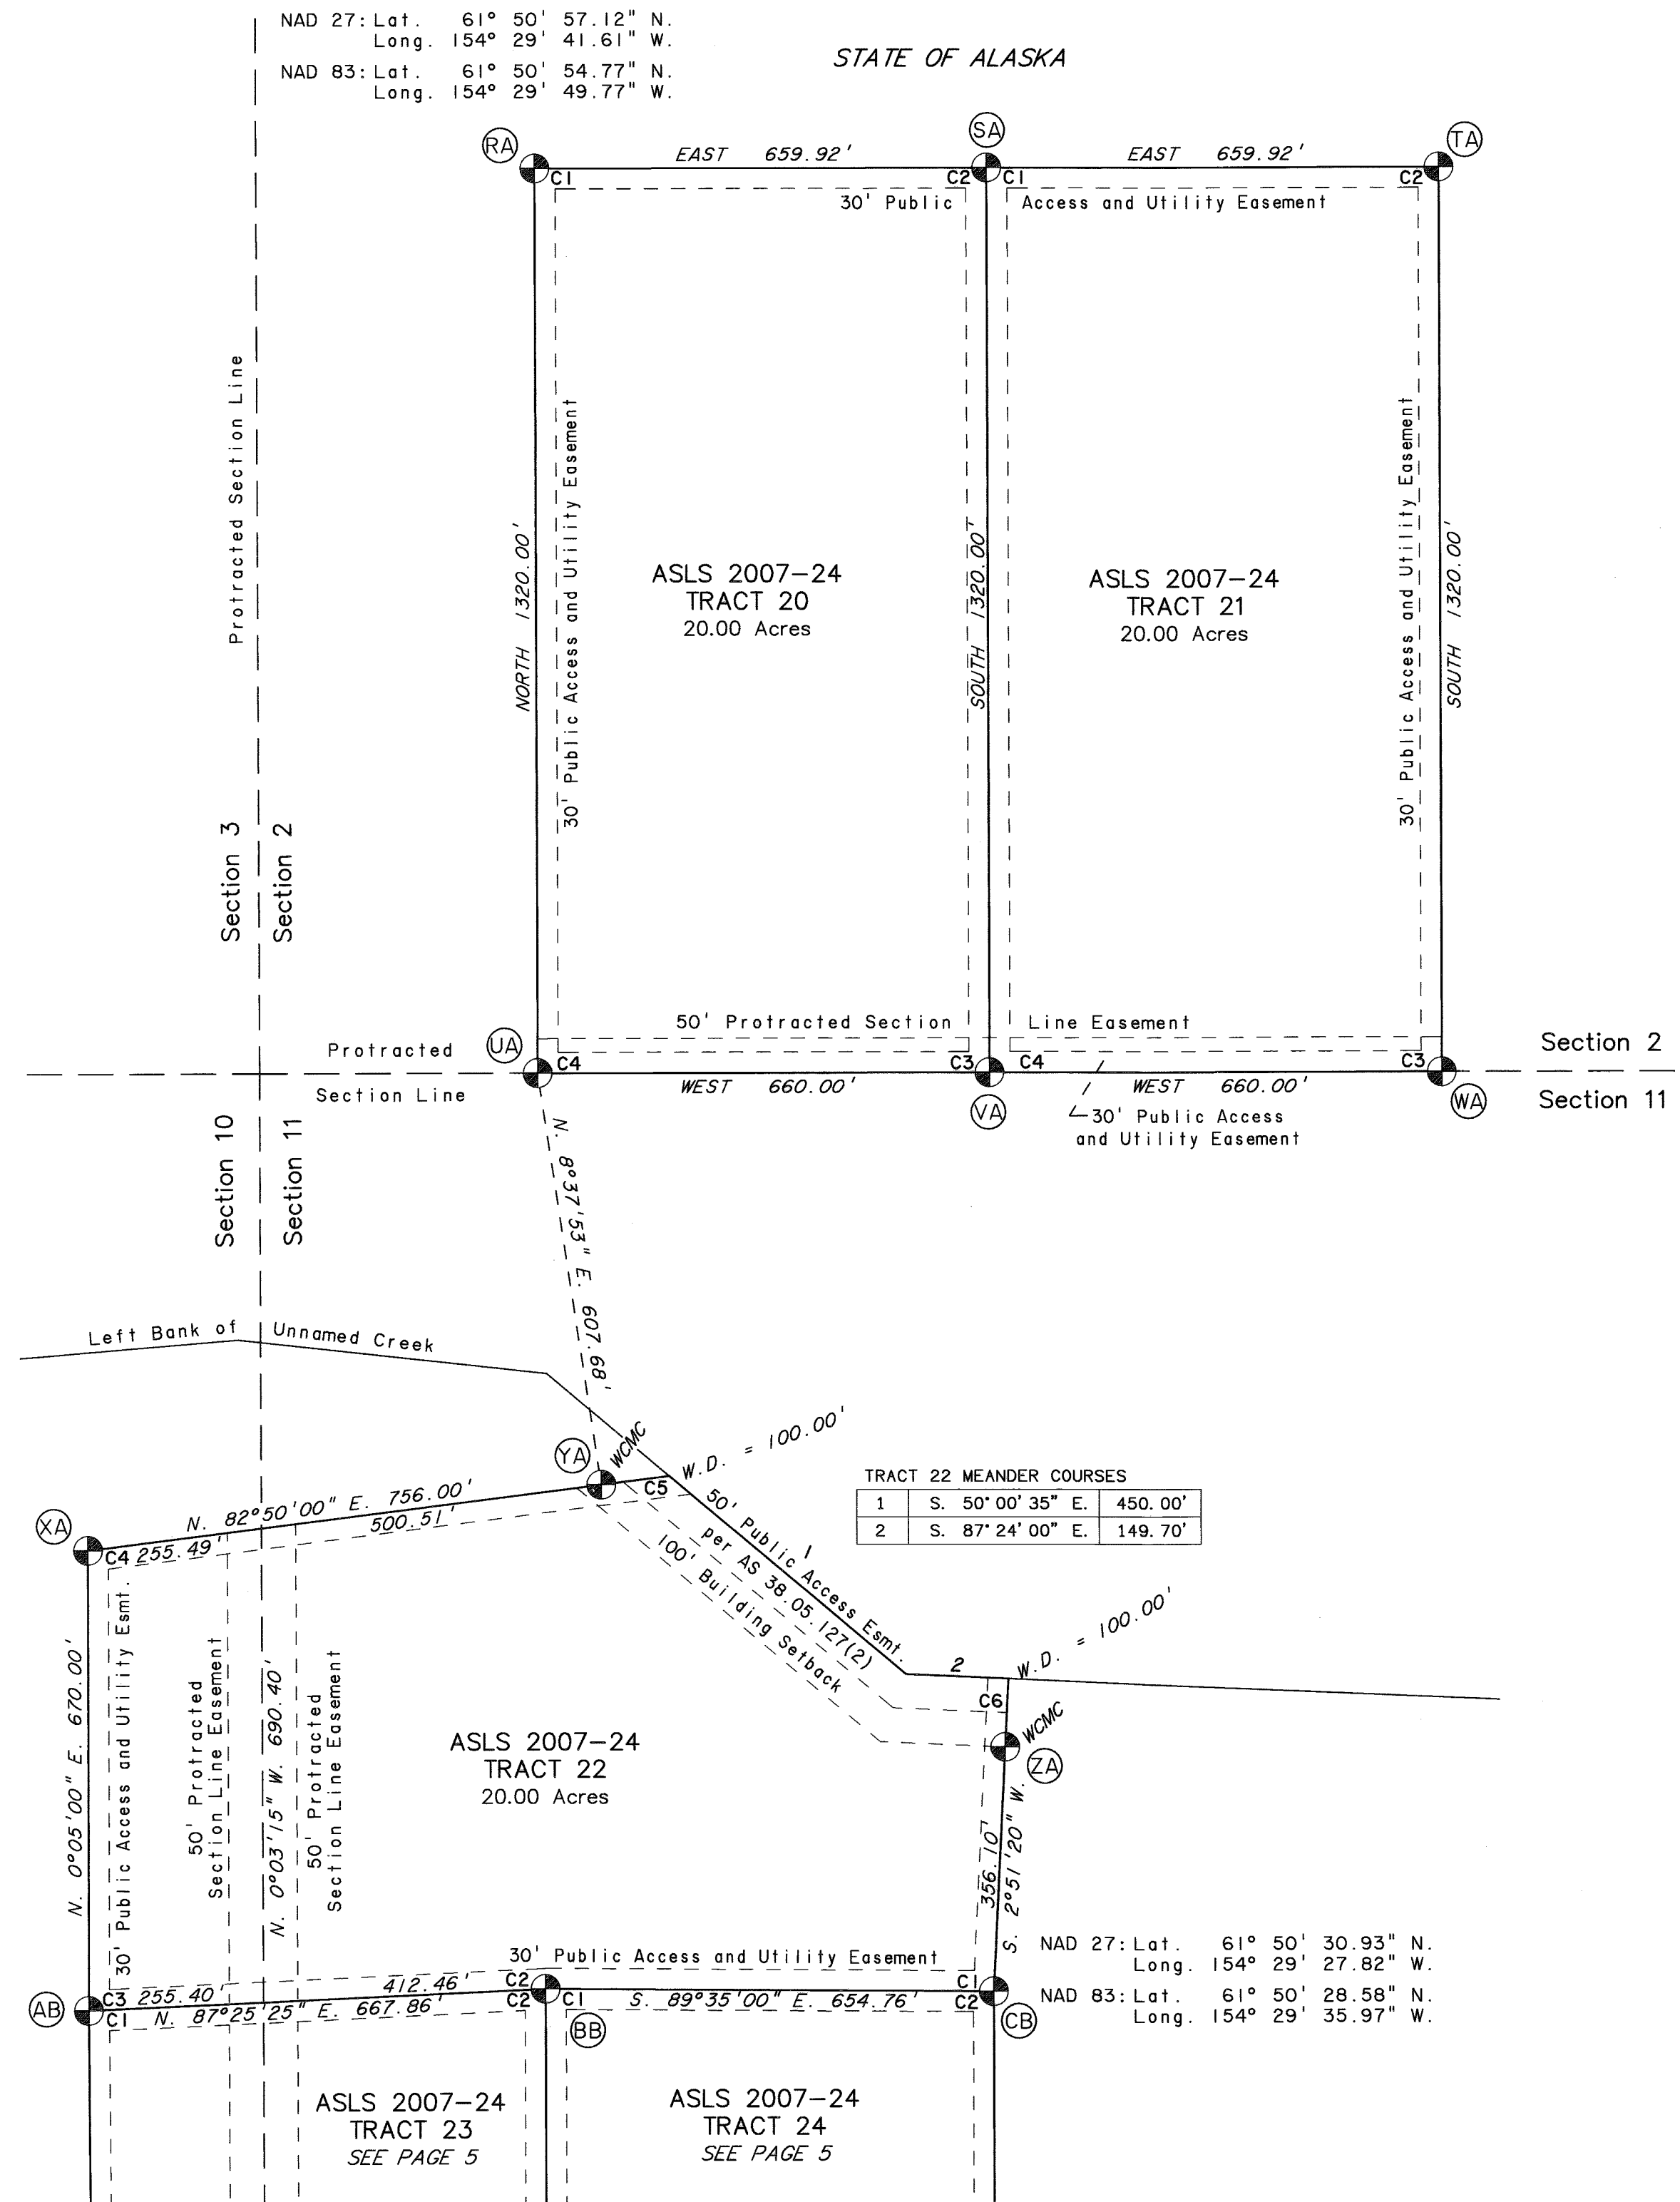 NAD 27: Lat. 61° 50' 57.12" N.
Long. 154° 29' 41.61" W.
NAD 83: Lat. 61° 50' 54.77" N.
Long. 154° 29' 49.77" W.
STATE OF ALASKA
RA
SA
TA
EAST 659.92'
EAST 659.92'
C1
C2
C1
C2
30' Public
Access and Utility Easement
Protracted Section Line
NORTH 1320.00'
30' Public Access and Utility Easement
SOUTH 1320.00'
30' Public Access and Utility Easement
SOUTH 1320.00'
ASLS 2007-24
TRACT 20
20.00 Acres
ASLS 2007-24
TRACT 21
20.00 Acres
Section 3
Section 2
50' Protracted Section
Line Easement
Protracted
Section Line
UA
C4
C3
C4
C3
WEST 660.00'
WEST 660.00'
VA
WA
30' Public Access
and Utility Easement
Section 2
Section 11
Section 10
Section 11
N. 8°37'53" E. 607.68'
Left Bank of Unnamed Creek
YA
WCMC
W.D. = 100.00'
C5
XA
N. 82°50'00" E. 756.00'
C4 255.49'
500.51'
TRACT 22 MEANDER COURSES
1 S. 50°00'35" E. 450.00'
2 S. 87°24'00" E. 149.70'
1
50' Public Access Esmt.
per AS 38.05.127(2)
100' Building Setback
2
W.D. = 100.00'
C6
WCMC
ZA
N. 0°05'00" E. 670.00'
30' Public Access and Utility Esmt.
50' Protracted
Section Line Easement
N. 0°03'15" W. 690.40'
50' Protracted
Section Line Easement
ASLS 2007-24
TRACT 22
20.00 Acres
356.10'
S. 2°51'20" W.
NAD 27: Lat. 61° 50' 30.93" N.
Long. 154° 29' 27.82" W.
NAD 83: Lat. 61° 50' 28.58" N.
Long. 154° 29' 35.97" W.
30' Public Access and Utility Easement
AB
C3 255.40'
412.46'
C2
C1
C1
N. 87°25'25" E. 667.86'
C2
C1
S. 89°35'00" E. 654.76'
C2
BB
CB
ASLS 2007-24
TRACT 23
SEE PAGE 5
ASLS 2007-24
TRACT 24
SEE PAGE 5